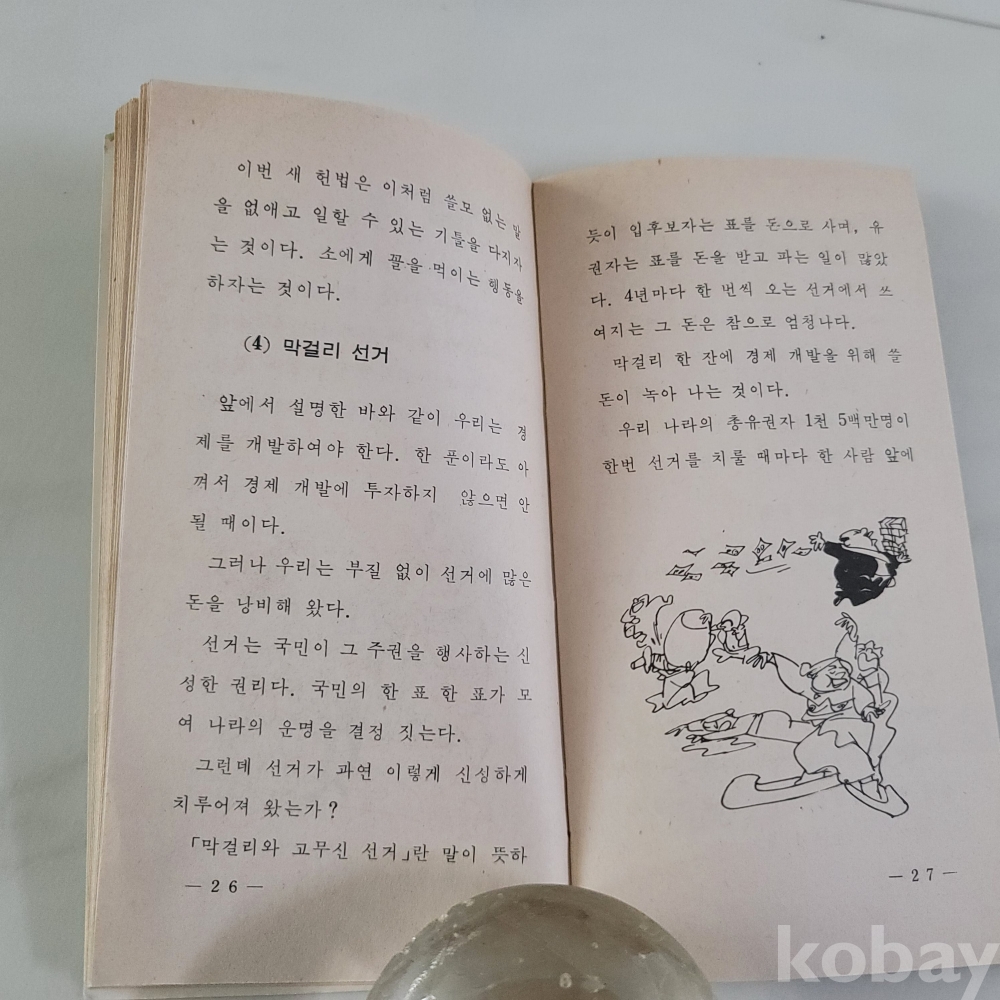 이번 새 헌법은 이처럼 쓸모 없는 말
을 없애고 일할 수 있는 기틀을 다지자
는 것이다. 소에게 꼴을 먹이는 행동을
하자는 것이다.
(4) 막걸리 선거
앞에서 설명한 바와 같이 우리는 경
제를 개발하여야 한다. 한 푼이라도 아
껴서 경제 개발에 투자하지 않으면 안
될 때이다.
그러나 우리는 부질 없이 선거에 많은
돈을 낭비해 왔다.
선거는 국민이 그 주권을 행사하는 신
성한 권리다. 국민의 한 표 한 표가 모
여 나라의 운명을 결정 짓는다.
그런데 선거가 과연 이렇게 신성하게
치루어져 왔는가?
「막걸리와 고무신 선거」란 말이 뜻하
—26—
듯이 입후보자는 표를 돈으로 사며, 유
권자는 표를 돈을 받고 파는 일이 많았
다. 4년마다 한 번씩 오는 선거에서 쓰
여지는 그 돈은 참으로 엄청나다.
막걸리 한 잔에 경제 개발을 위해 쓸
돈이 녹아 나는 것이다.
우리 나라의 총유권자 1천 5백만명이
한번 선거를 치룰 때마다 한 사람 앞에
—27—
kobay